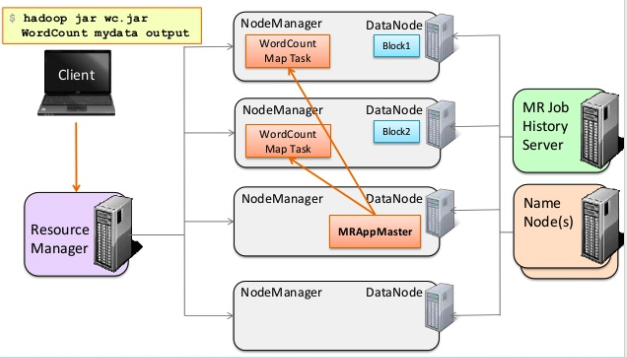 $ hadoop jar wc.jar
WordCount mydata output
Client
Resource
Manager
NodeManager
DataNode
WordCount
Map Task
Block1
NodeManager
DataNode
WordCount
Map Task
Block2
NodeManager
DataNode
MRAppMaster
NodeManager
DataNode
MR Job
History
Server
Name
Node(s)